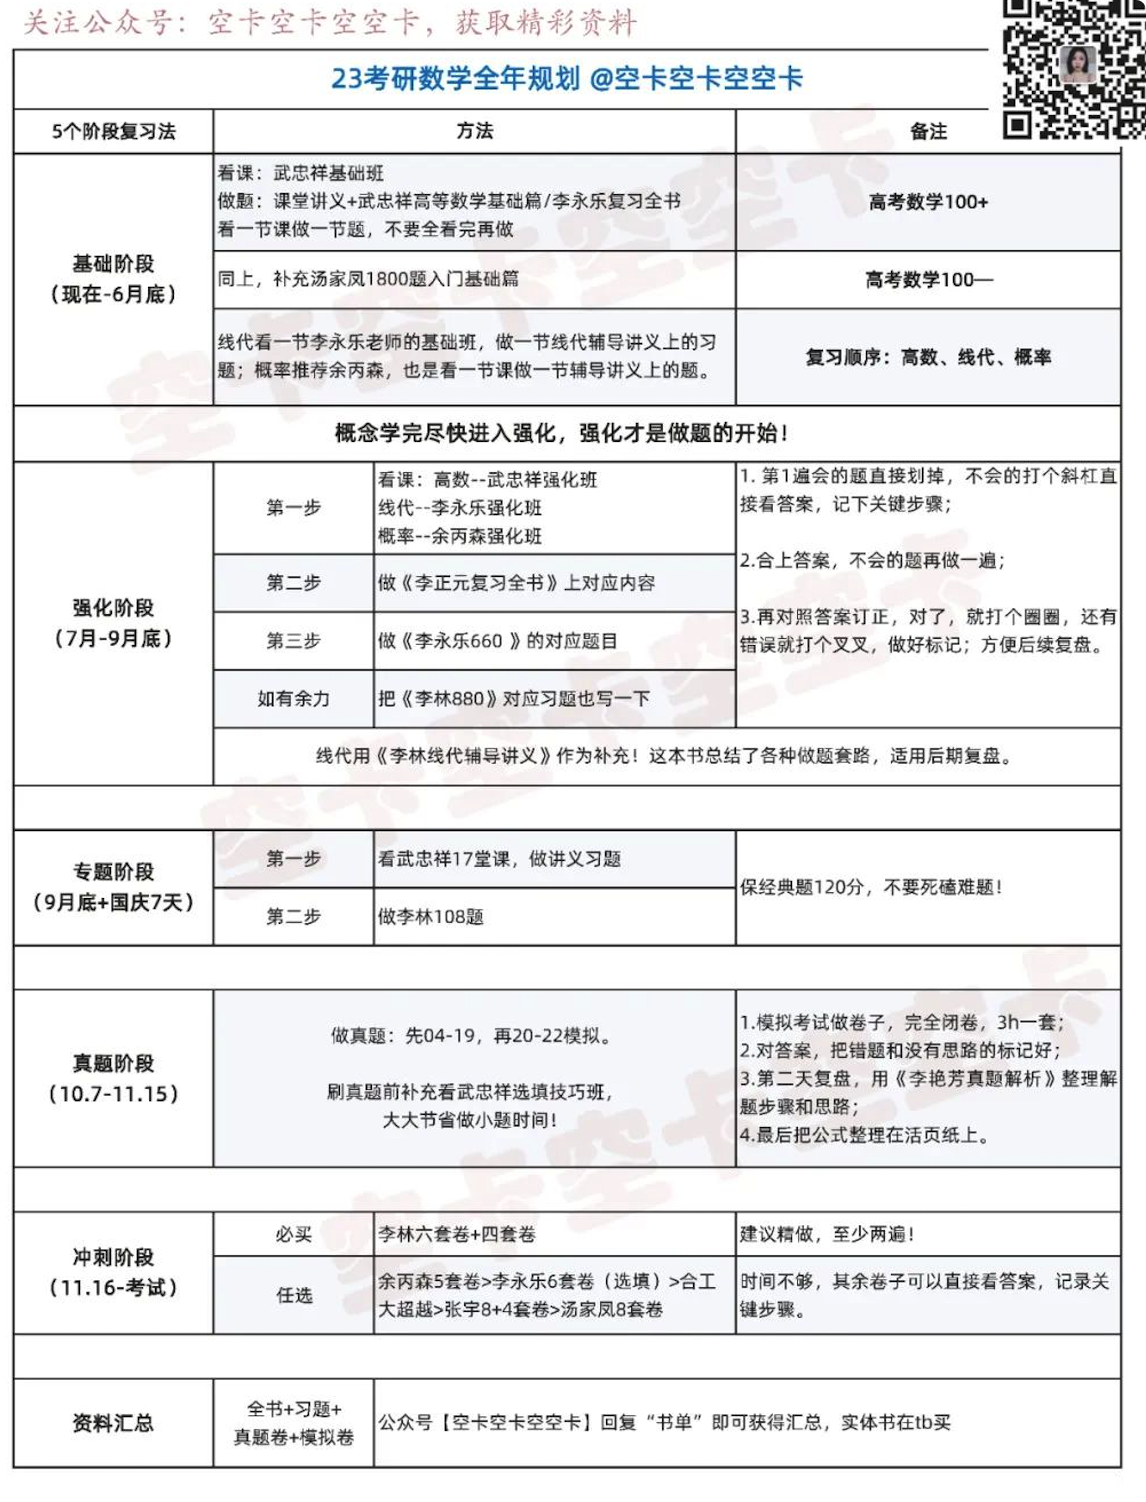 关注公众号：空卡空卡空空卡，获取精彩资料
23考研数学全年规划 @空卡空卡空空卡
5个阶段复习法
方法
备注
基础阶段
（现在-6月底）
看课：武忠祥基础班
做题：课堂讲义+武忠祥高等数学基础篇/李永乐复习全书
看一节课做一节题，不要全看完再做
高考数学100+
同上，补充汤家凤1800题入门基础篇
高考数学100—
线代看一节李永乐老师的基础班，做一节线代辅导讲义上的习
题；概率推荐余丙森，也是看一节课做一节辅导讲义上的题。
复习顺序：高数、线代、概率
概念学完尽快进入强化，强化才是做题的开始！
强化阶段
（7月-9月底）
第一步
看课：高数--武忠祥强化班
线代--李永乐强化班
概率--余丙森强化班
第二步
做《李正元复习全书》上对应内容
第三步
做《李永乐660 》的对应题目
如有余力
把《李林880》对应习题也写一下
1. 第1遍会的题直接划掉，不会的打个斜杠直
接看答案，记下关键步骤；
2.合上答案，不会的题再做一遍；
3.再对照答案订正，对了，就打个圈圈，还有
错误就打个叉叉，做好标记；方便后续复盘。
线代用《李林线代辅导讲义》作为补充！这本书总结了各种做题套路，适用后期复盘。
专题阶段
（9月底+国庆7天）
第一步
看武忠祥17堂课，做讲义习题
第二步
做李林108题
保经典题120分，不要死磕难题！
真题阶段
（10.7-11.15）
做真题：先04-19，再20-22模拟。
刷真题前补充看武忠祥选填技巧班，
大大节省做小题时间！
1.模拟考试做卷子，完全闭卷，3h一套；
2.对答案，把错题和没有思路的标记好；
3.第二天复盘，用《李艳芳真题解析》整理解
题步骤和思路；
4.最后把公式整理在活页纸上。
冲刺阶段
（11.16-考试）
必买
李林六套卷+四套卷
建议精做，至少两遍！
任选
余丙森5套卷>李永乐6套卷（选填）>合工
大超越>张宇8+4套卷>汤家凤8套卷
时间不够，其余卷子可以直接看答案，记录关
键步骤。
资料汇总
全书+习题+
真题卷+模拟卷
公众号【空卡空卡空空卡】回复“书单”即可获得汇总，实体书在tb买
空卡空卡空空卡
空卡空卡空空卡
空卡空卡空空卡